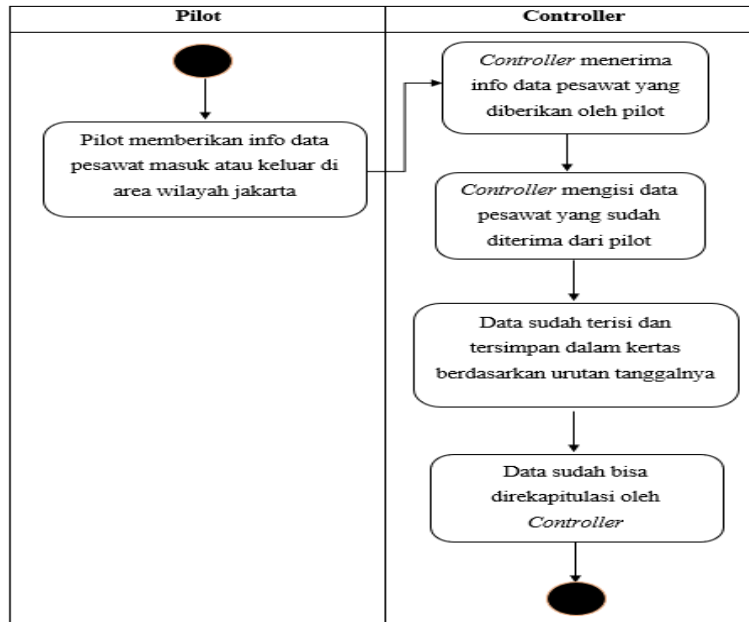 Pilot
Controller
Pilot memberikan info data
pesawat masuk atau keluar di
area wilayah jakarta
Controller menerima
info data pesawat yang
diberikan oleh pilot
Controller mengisi data
pesawat yang sudah
diterima dari pilot
Data sudah terisi dan
tersimpan dalam kertas
berdasarkan urutan tanggalnya
Data sudah bisa
direkapitulasi oleh
Controller